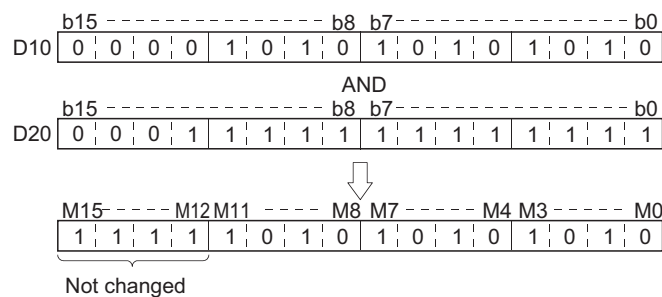 b15 b8 b7 b0
D10 0 0 0 0 1 0 1 0 1 0 1 0 1 0 1 0
AND
b15 b8 b7 b0
D20 0 0 0 1 1 1 1 1 1 1 1 1 1 1 1 1
M15 M12 M11 M8 M7 M4 M3 M0
1 1 1 1 1 0 1 0 1 0 1 0 1 0 1 0
Not changed